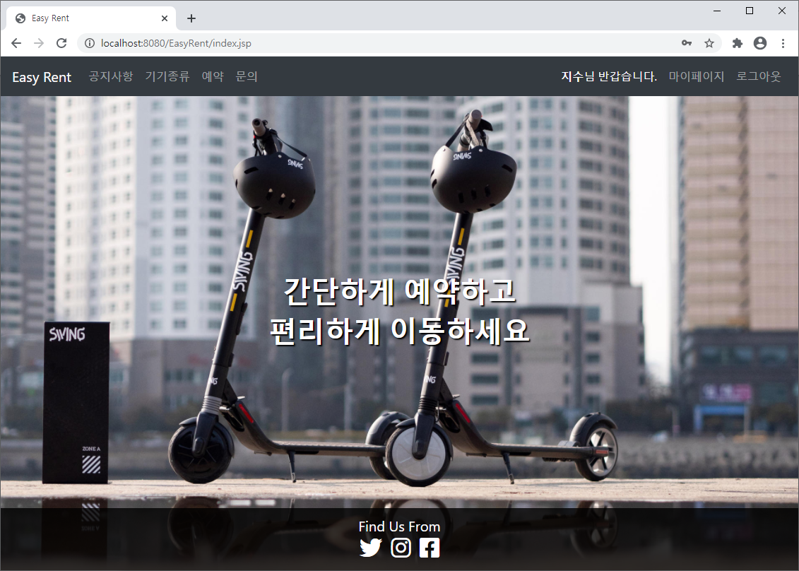 Easy Rent
localhost:8080/EasyRent/index.jsp
Easy Rent 공지사항 기기종류 예약 문의 지수님 반갑습니다. 마이페이지 로그아웃
SWING
SWING
SWING
SWING
간단하게 예약하고
편리하게 이동하세요
SWING
ZONE A
Find Us From